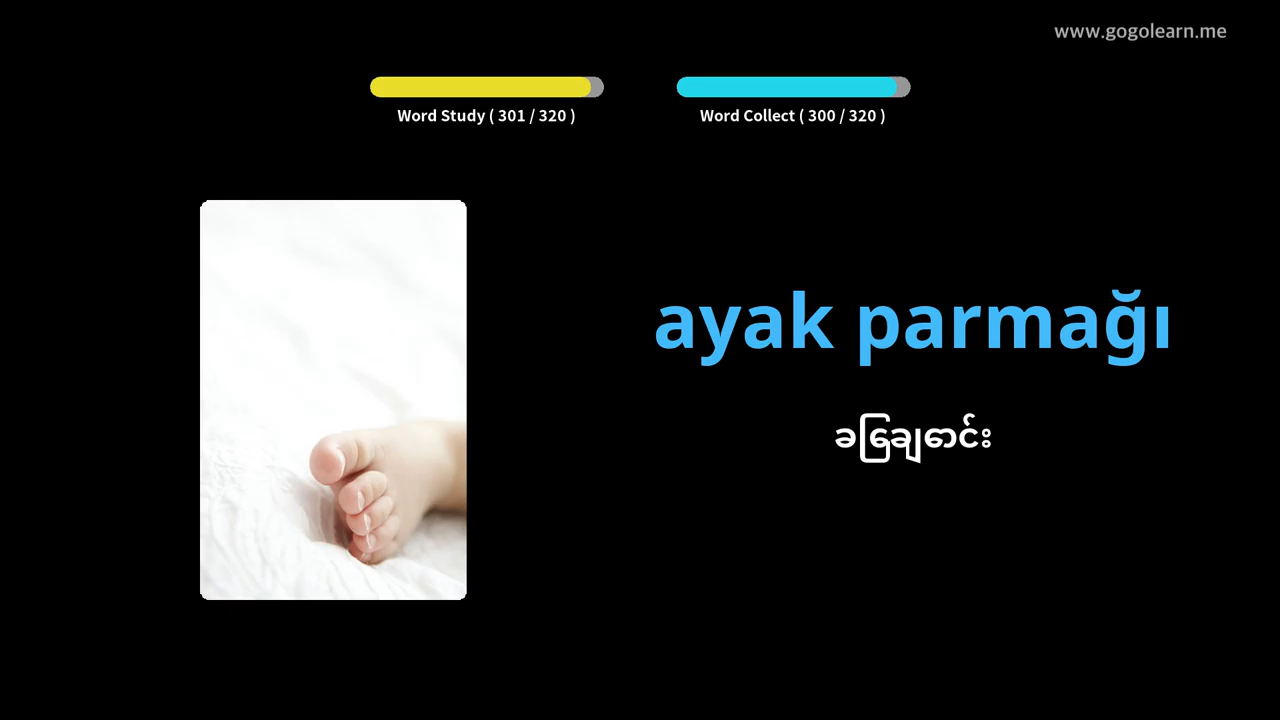 www.gogolearn.me
Word Study ( 301 / 320 )
Word Collect ( 300 / 320 )
ayak parmağı
ခြေချောင်း